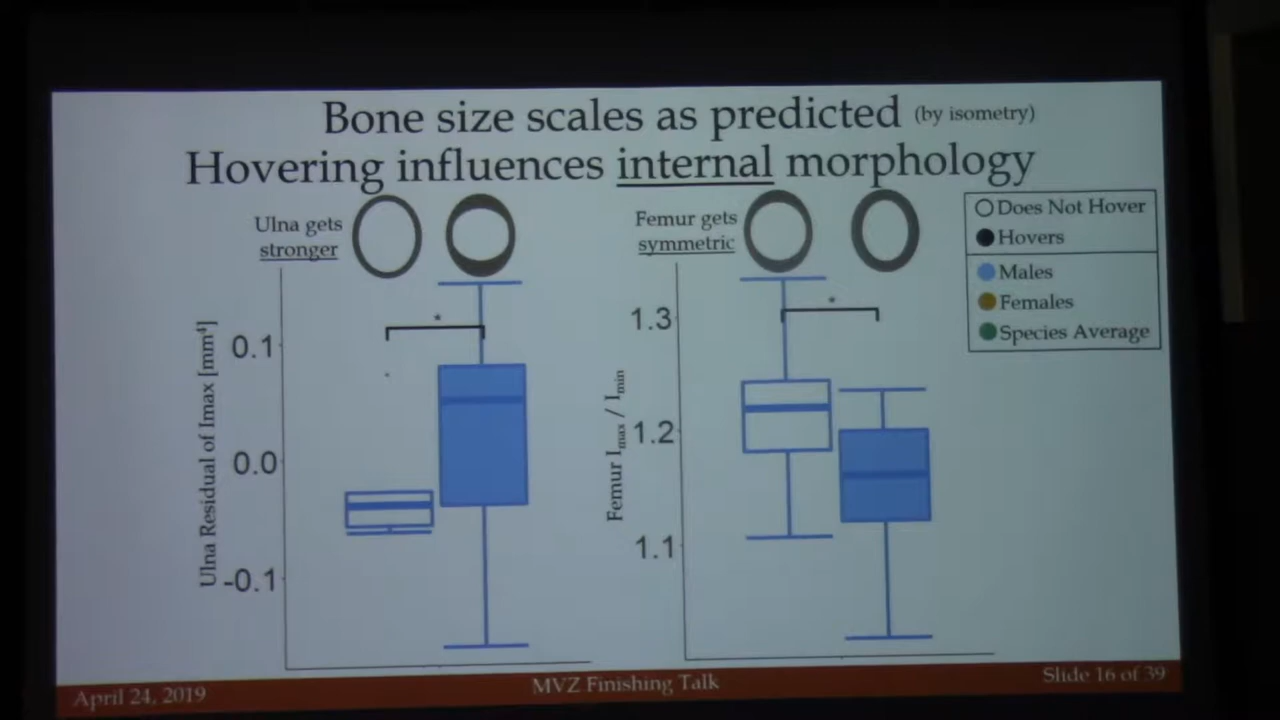 Bone size scales as predicted (by isometry)
Hovering influences internal morphology
Ulna gets
stronger
Femur gets
symmetric
Does Not Hover
Hovers
Males
Females
Species Average
Ulna Residual of Imax [mm⁴]
0.1
0.0
-0.1
*
Femur Imax / Imin
1.3
1.2
1.1
*
April 24, 2019
MVZ Finishing Talk
Slide 16 of 39